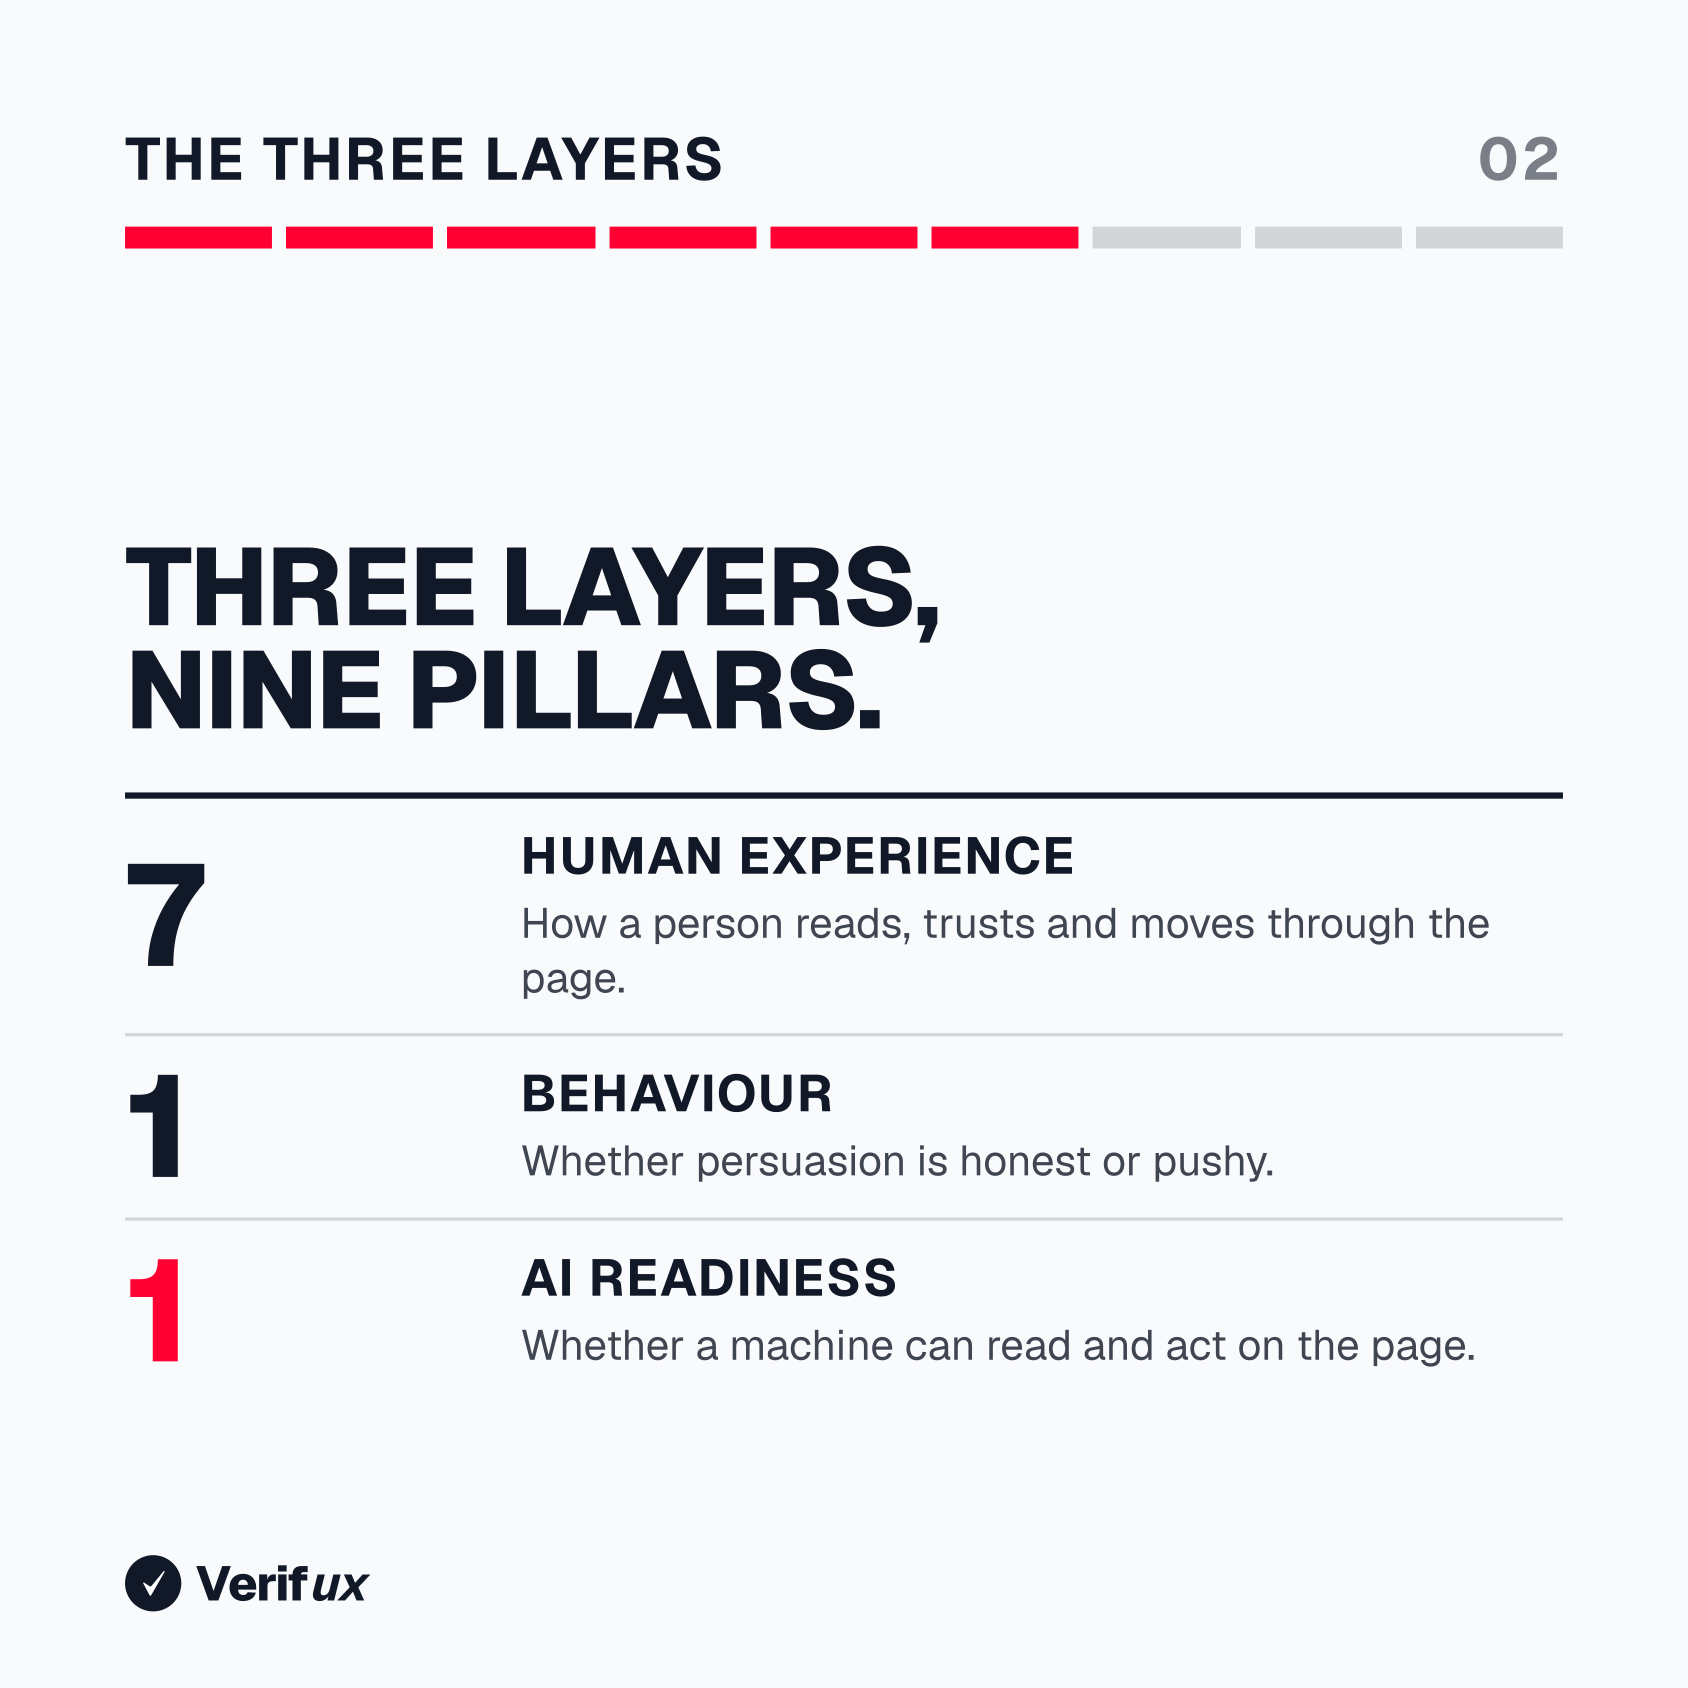 THE THREE LAYERS
02
THREE LAYERS,
NINE PILLARS.
7
HUMAN EXPERIENCE
How a person reads, trusts and moves through the
page.
1
BEHAVIOUR
Whether persuasion is honest or pushy.
1
AI READINESS
Whether a machine can read and act on the page.
Verifux